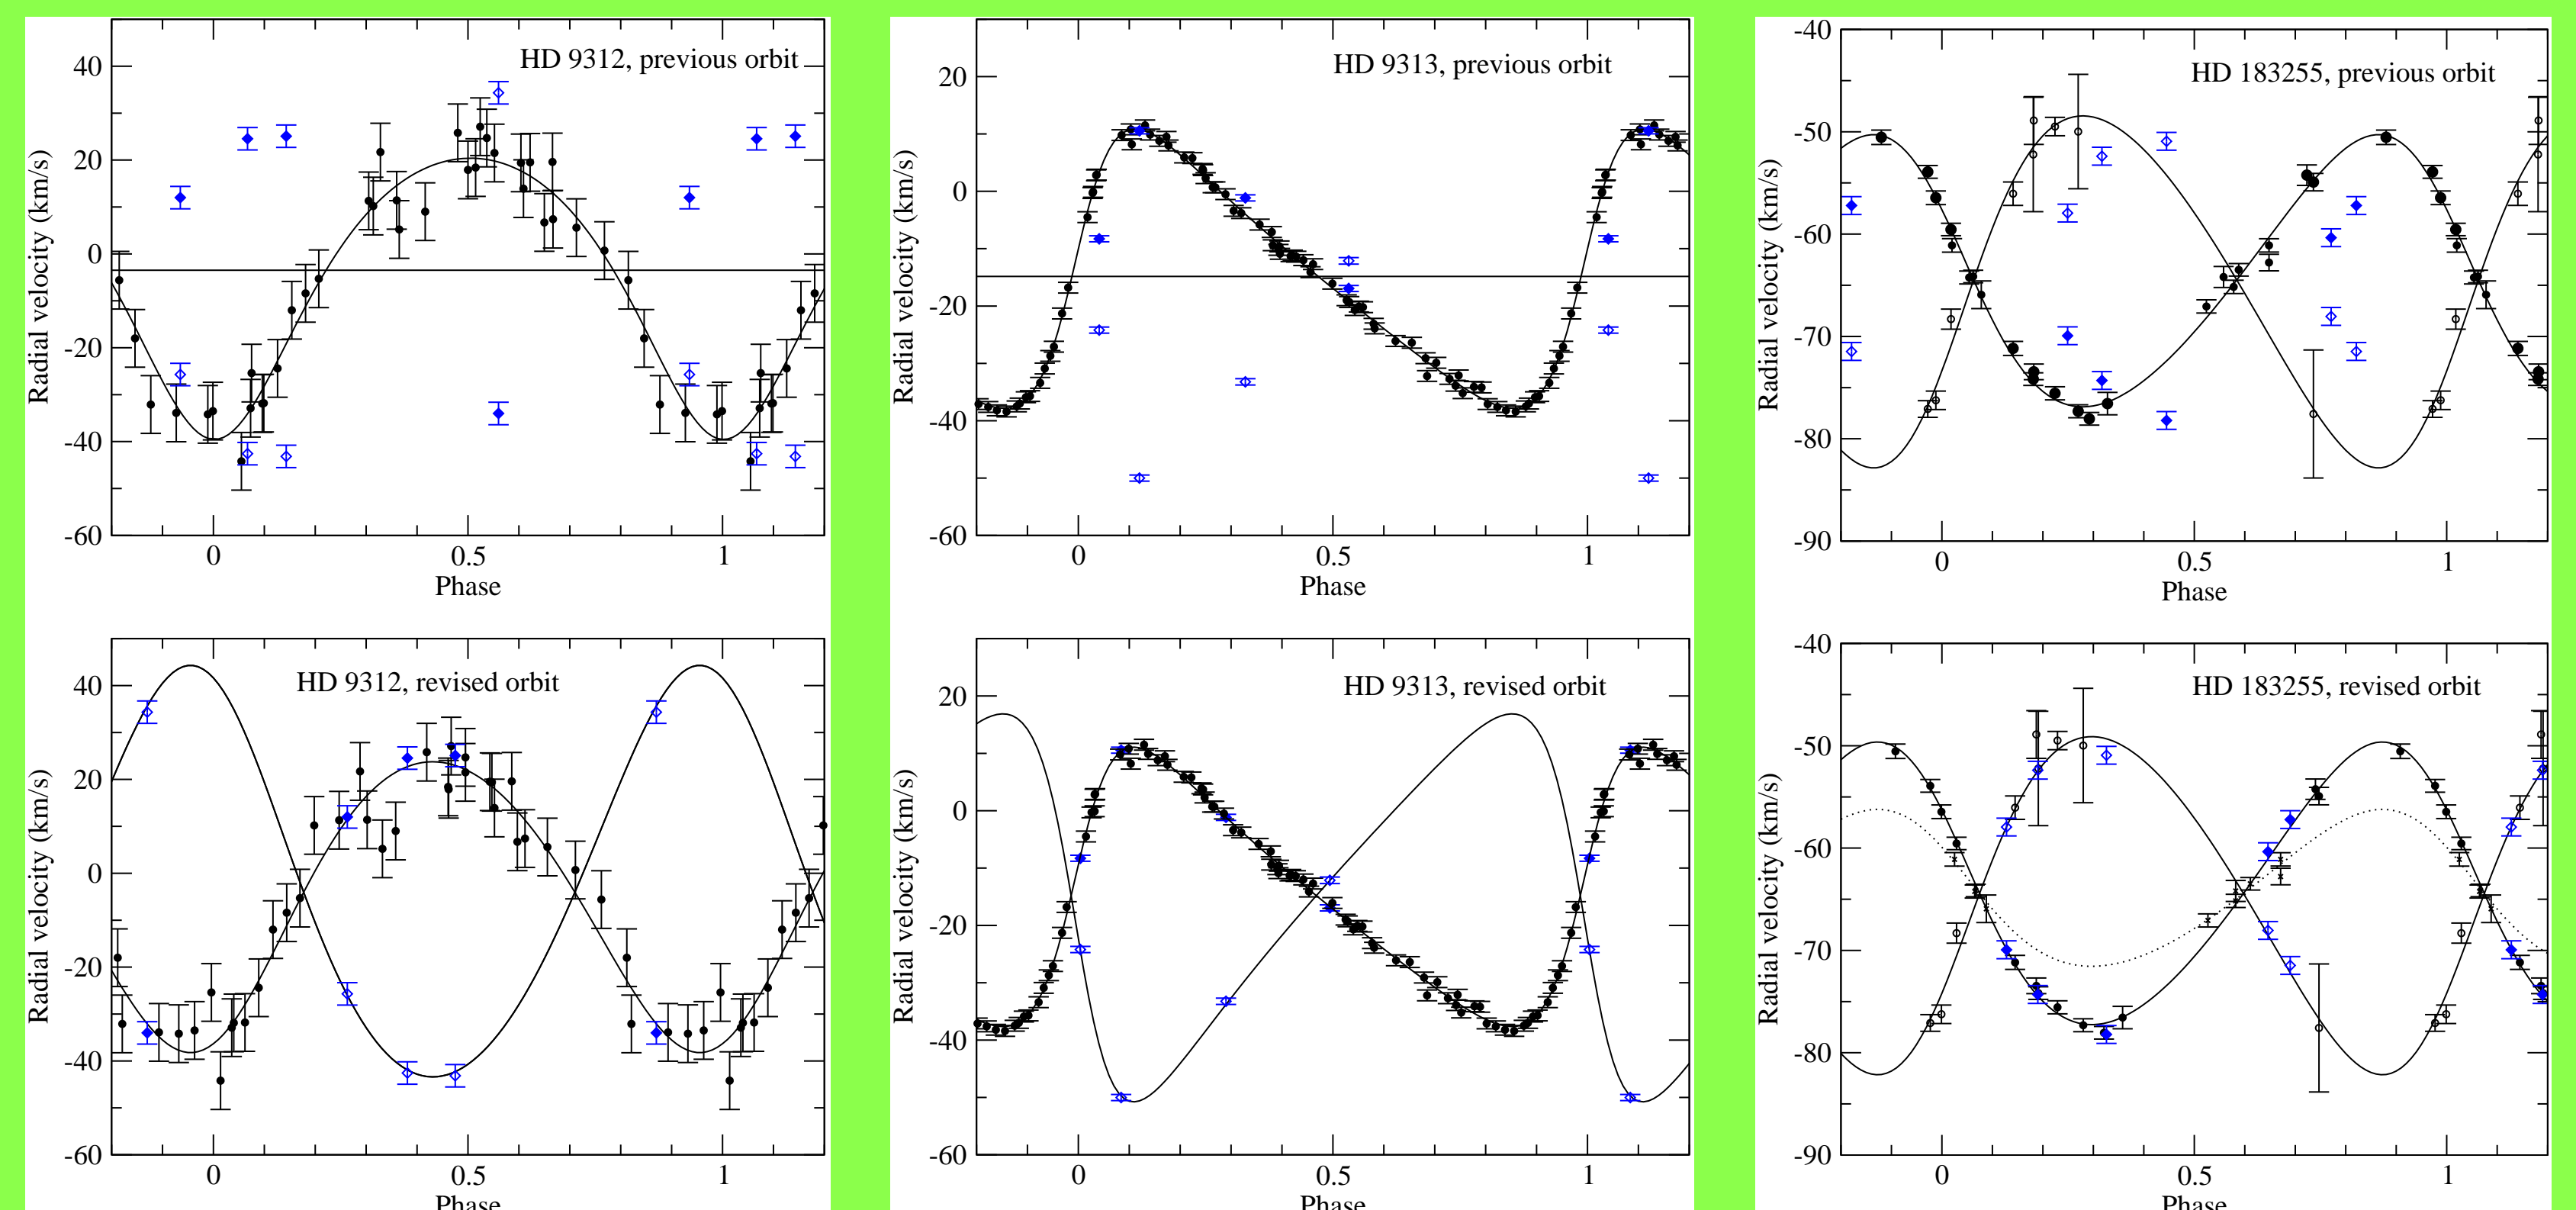 HD 9312, previous orbit
40
20
0
-20
-40
-60
Radial velocity (km/s)
0
0.5
1
Phase
HD 9313, previous orbit
20
0
-20
-40
-60
Radial velocity (km/s)
0
0.5
1
Phase
HD 183255, previous orbit
-40
-50
-60
-70
-80
-90
Radial velocity (km/s)
0
0.5
1
Phase
HD 9312, revised orbit
40
20
0
-20
-40
-60
Radial velocity (km/s)
0
0.5
1
Phase
HD 9313, revised orbit
20
0
-20
-40
-60
Radial velocity (km/s)
0
0.5
1
Phase
HD 183255, revised orbit
-40
-50
-60
-70
-80
-90
Radial velocity (km/s)
0
0.5
1
Phase